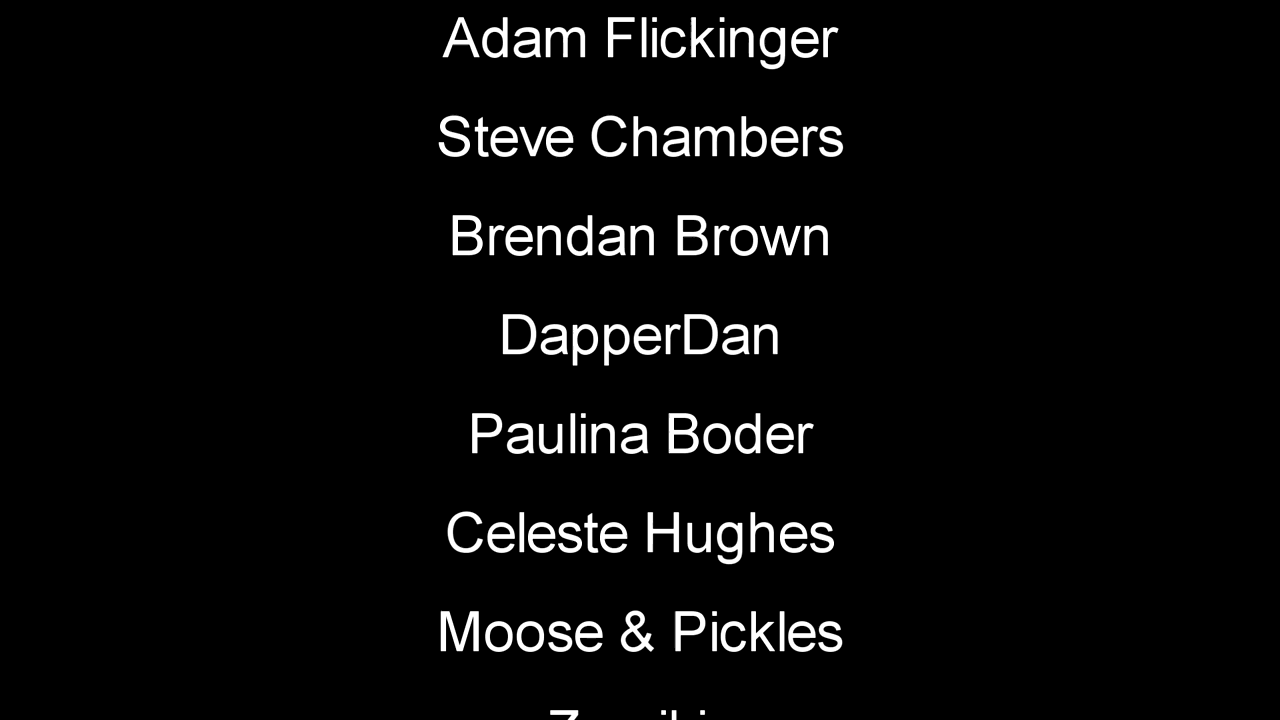 Adam Flickinger
Steve Chambers
Brendan Brown
DapperDan
Paulina Boder
Celeste Hughes
Moose & Pickles